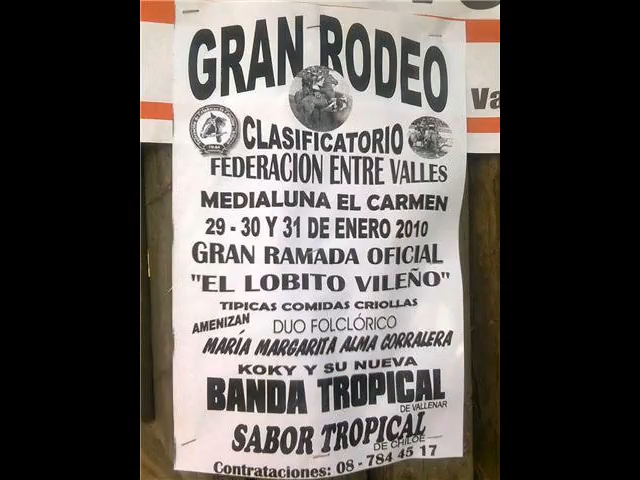 GRAN RODEO
Va
CLASIFICATORIO
FEDERACION ENTRE VALLES
MEDIALUNA EL CARMEN
29 - 30 Y 31 DE ENERO 2010
GRAN RAMADA OFICIAL
"EL LOBITO VILEÑO"
TIPICAS COMIDAS CRIOLLAS
AMENIZAN DUO FOLCLÓRICO
MARÍA MARGARITA ALMA CORRALERA
KOKY Y SU NUEVA
BANDA TROPICAL
DE VALLENAR
SABOR TROPICAL
DE CHILOE
Contrataciones: 08 - 784 45 17